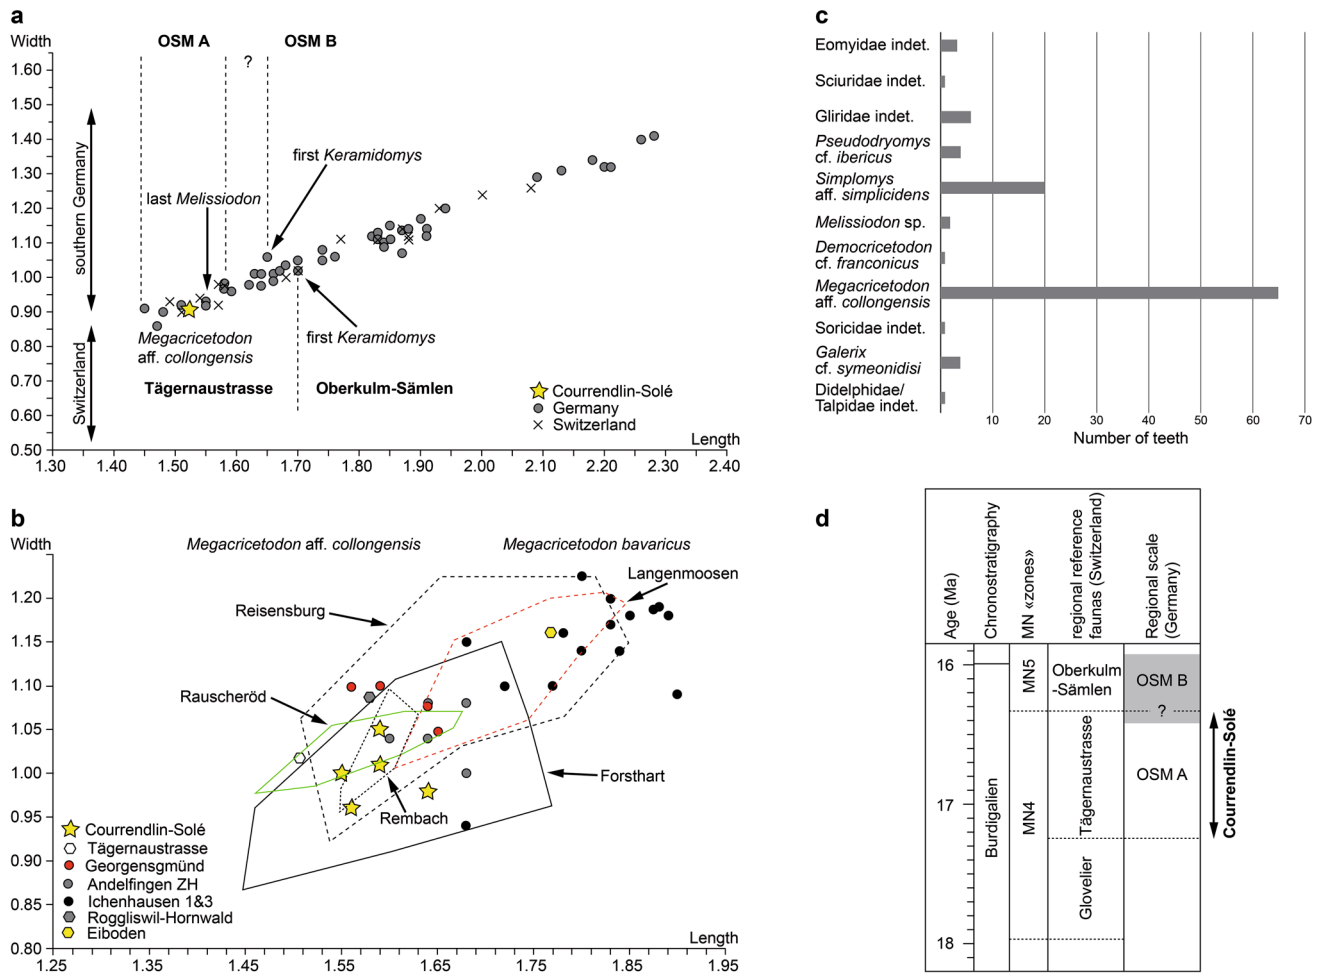 a
Width
OSM A
?
OSM B
1.60
1.50
1.40
1.30
1.20
1.10
1.00
0.90
0.80
0.70
0.60
0.50
southern Germany
Switzerland
first Keramidomys
last Melissiodon
Megacricetodon
aff. collongensis
first Keramidomys
Tägernaustrasse
Oberkulm-Sämlen
Courrendlin-Solé
Germany
Switzerland
Length
1.30 1.40 1.50 1.60 1.70 1.80 1.90 2.00 2.10 2.20 2.30 2.40
b
Width
Megacricetodon aff. collongensis
Megacricetodon bavaricus
1.20
1.15
1.10
1.05
1.00
0.95
0.90
0.85
0.80
Langenmoosen
Reisensburg
Rauscheröd
Forsthart
Rembach
Courrendlin-Solé
Tägernaustrasse
Georgensgmünd
Andelfingen ZH
Ichenhausen 1&3
Roggliswil-Hornwald
Eiboden
Length
1.25 1.35 1.45 1.55 1.65 1.75 1.85 1.95
c
Eomyidae indet.
Sciuridae indet.
Gliridae indet.
Pseudodryomys
cf. ibericus
Simplomys
aff. simplicidens
Melissiodon sp.
Democricetodon
cf. franconicus
Megacricetodon
aff. collongensis
Soricidae indet.
Galerix
cf. symeonidisi
Didelphidae/
Talpidae indet.
10 20 30 40 50 60 70
Number of teeth
d
Age (Ma)
Chronostratigraphy
MN «zones»
regional reference
faunas (Switzerland)
Regional scale
(Germany)
16
17
18
Burdigalien
MN5
MN4
Oberkulm-
Sämlen
Tägernaustrasse
Glovelier
OSM B
?
OSM A
Courrendlin-Solé